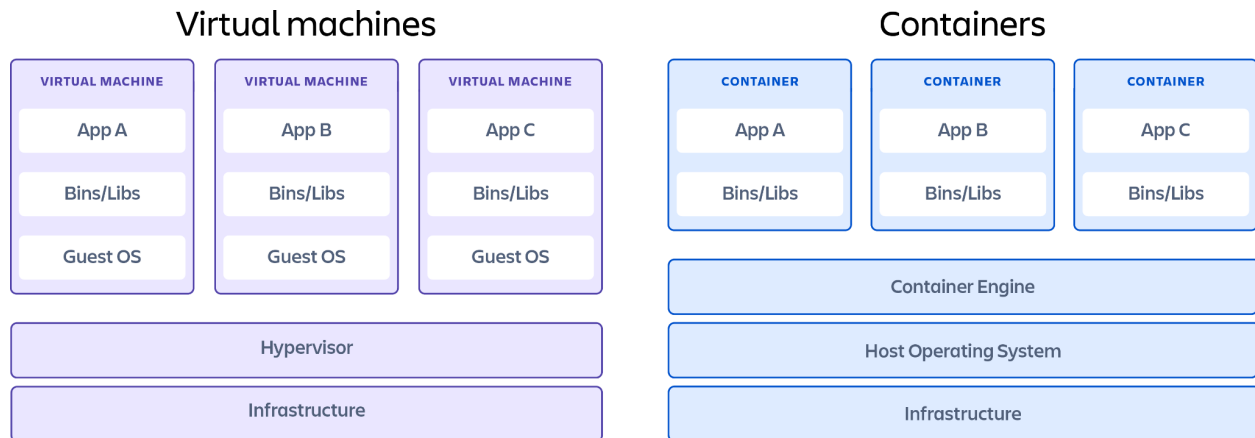 Virtual machines
VIRTUAL MACHINE
App A
Bins/Libs
Guest OS
VIRTUAL MACHINE
App B
Bins/Libs
Guest OS
VIRTUAL MACHINE
App C
Bins/Libs
Guest OS
Hypervisor
Infrastructure
Containers
CONTAINER
App A
Bins/Libs
CONTAINER
App B
Bins/Libs
CONTAINER
App C
Bins/Libs
Container Engine
Host Operating System
Infrastructure